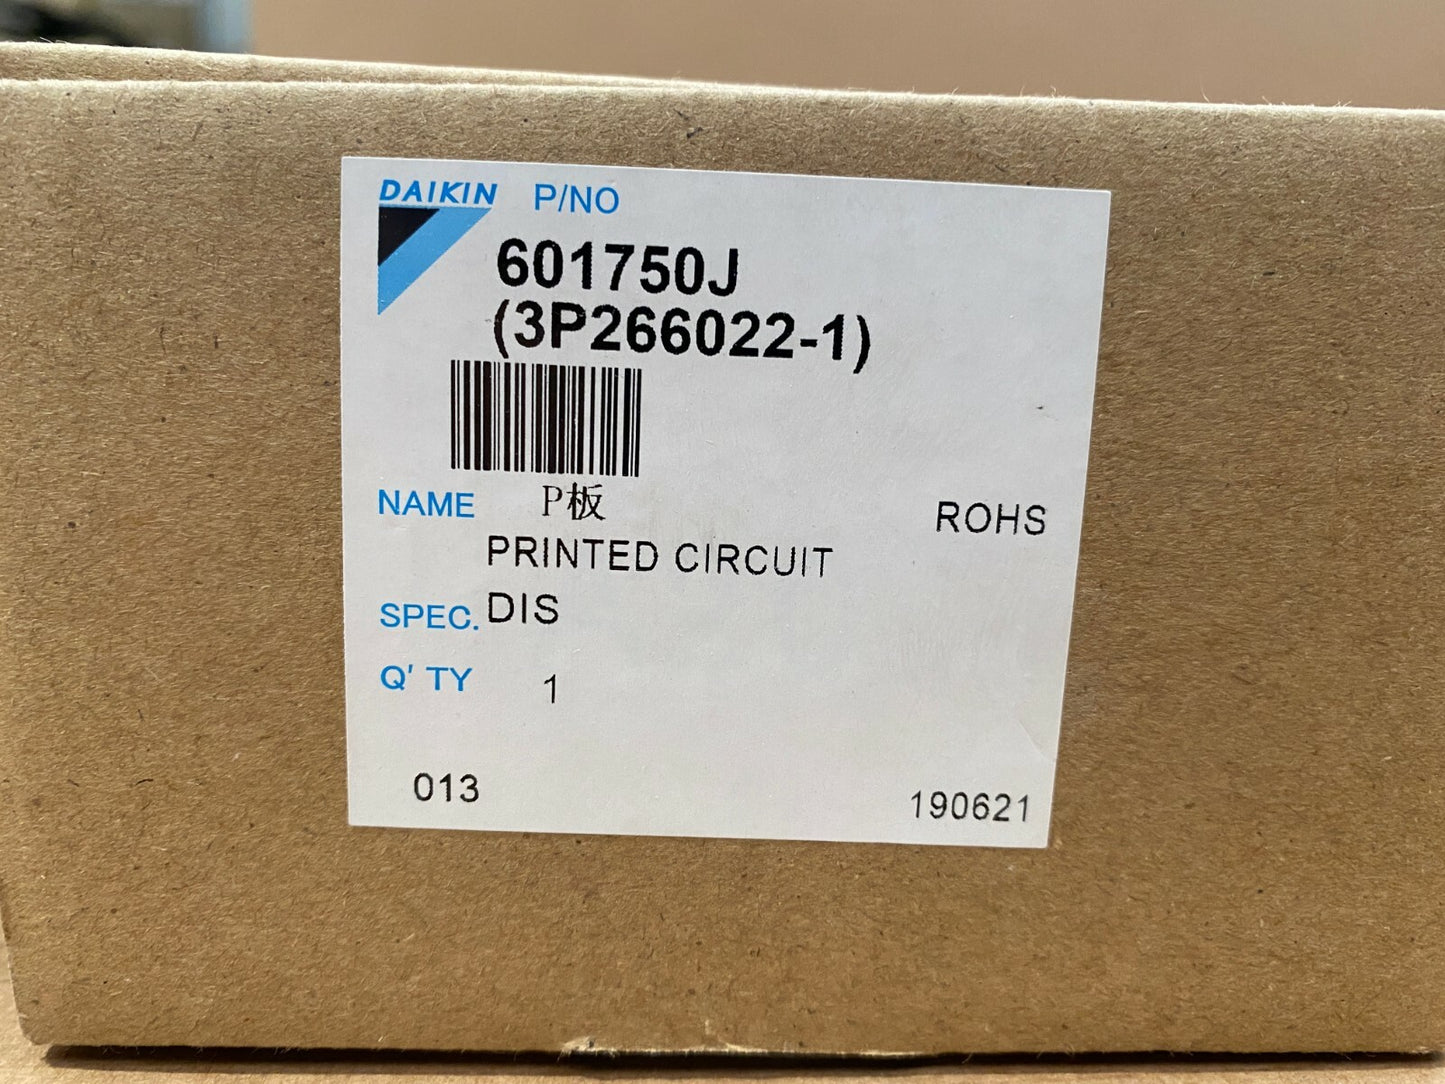 DAIKIN P/NO
601750J
(3P266022-1)
NAME P板 ROHS
PRINTED CIRCUIT
SPEC. DIS
Q' TY 1
013 190621